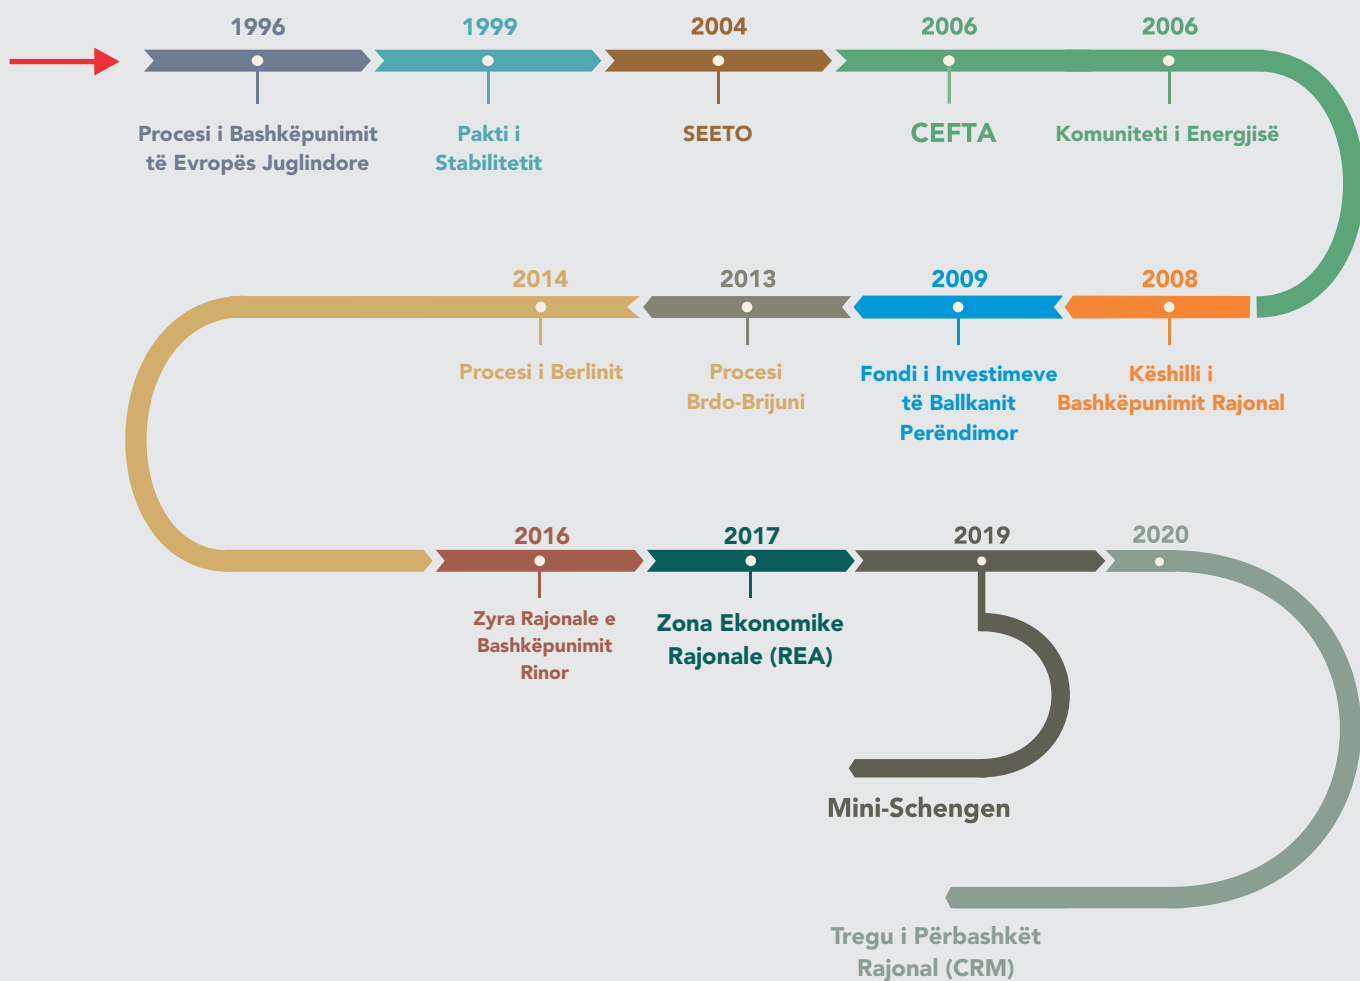 1996
Procesi i Bashkëpunimit
të Evropës Juglindore
1999
Pakti i
Stabilitetit
2004
SEETO
2006
CEFTA
2006
Komuniteti i Energjisë
2008
Këshilli i
Bashkëpunimit Rajonal
2009
Fondi i Investimeve
të Ballkanit
Perëndimor
2013
Procesi
Brdo-Brijuni
2014
Procesi i Berlinit
2016
Zyra Rajonale e
Bashkëpunimit
Rinor
2017
Zona Ekonomike
Rajonale (REA)
2019
Mini-Schengen
2020
Tregu i Përbashkët
Rajonal (CRM)